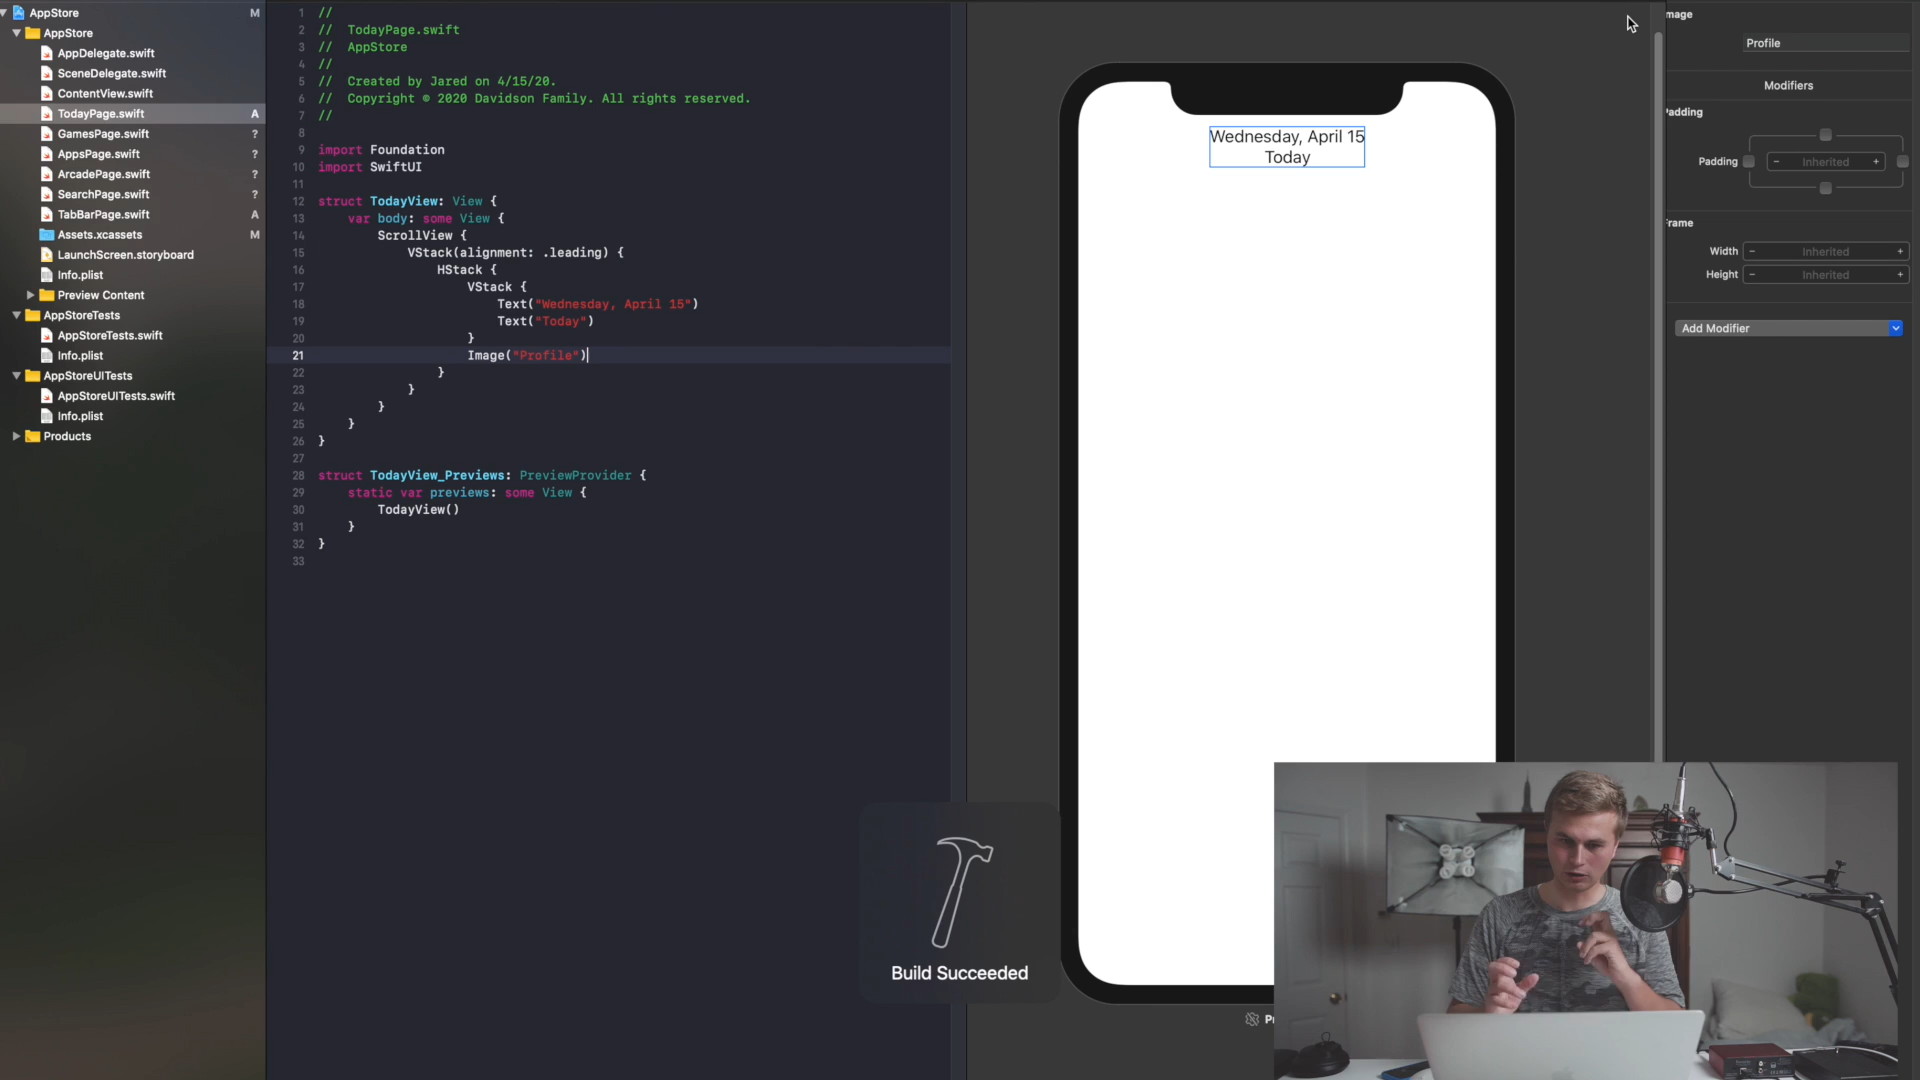 AppStore M
AppStore
AppDelegate.swift
SceneDelegate.swift
ContentView.swift
TodayPage.swift A
GamesPage.swift ?
AppsPage.swift ?
ArcadePage.swift ?
SearchPage.swift ?
TabBarPage.swift A
Assets.xcassets M
LaunchScreen.storyboard
Info.plist
Preview Content
AppStoreTests
AppStoreTests.swift
Info.plist
AppStoreUITests
AppStoreUITests.swift
Info.plist
Products
1 //
2 // TodayPage.swift
3 // AppStore
4 //
5 // Created by Jared on 4/15/20.
6 // Copyright © 2020 Davidson Family. All rights reserved.
7 //
8
9 import Foundation
10 import SwiftUI
11
12 struct TodayView: View {
13 var body: some View {
14 ScrollView {
15 VStack(alignment: .leading) {
16 HStack {
17 VStack {
18 Text("Wednesday, April 15")
19 Text("Today")
20 }
21 Image("Profile")
22 }
23 }
24 }
25 }
26 }
27
28 struct TodayView_Previews: PreviewProvider {
29 static var previews: some View {
30 TodayView()
31 }
32 }
33
Build Succeeded
Wednesday, April 15
Today
Profile
Modifiers
Padding - Inherited +
Width - Inherited +
Height - Inherited +
Add Modifier